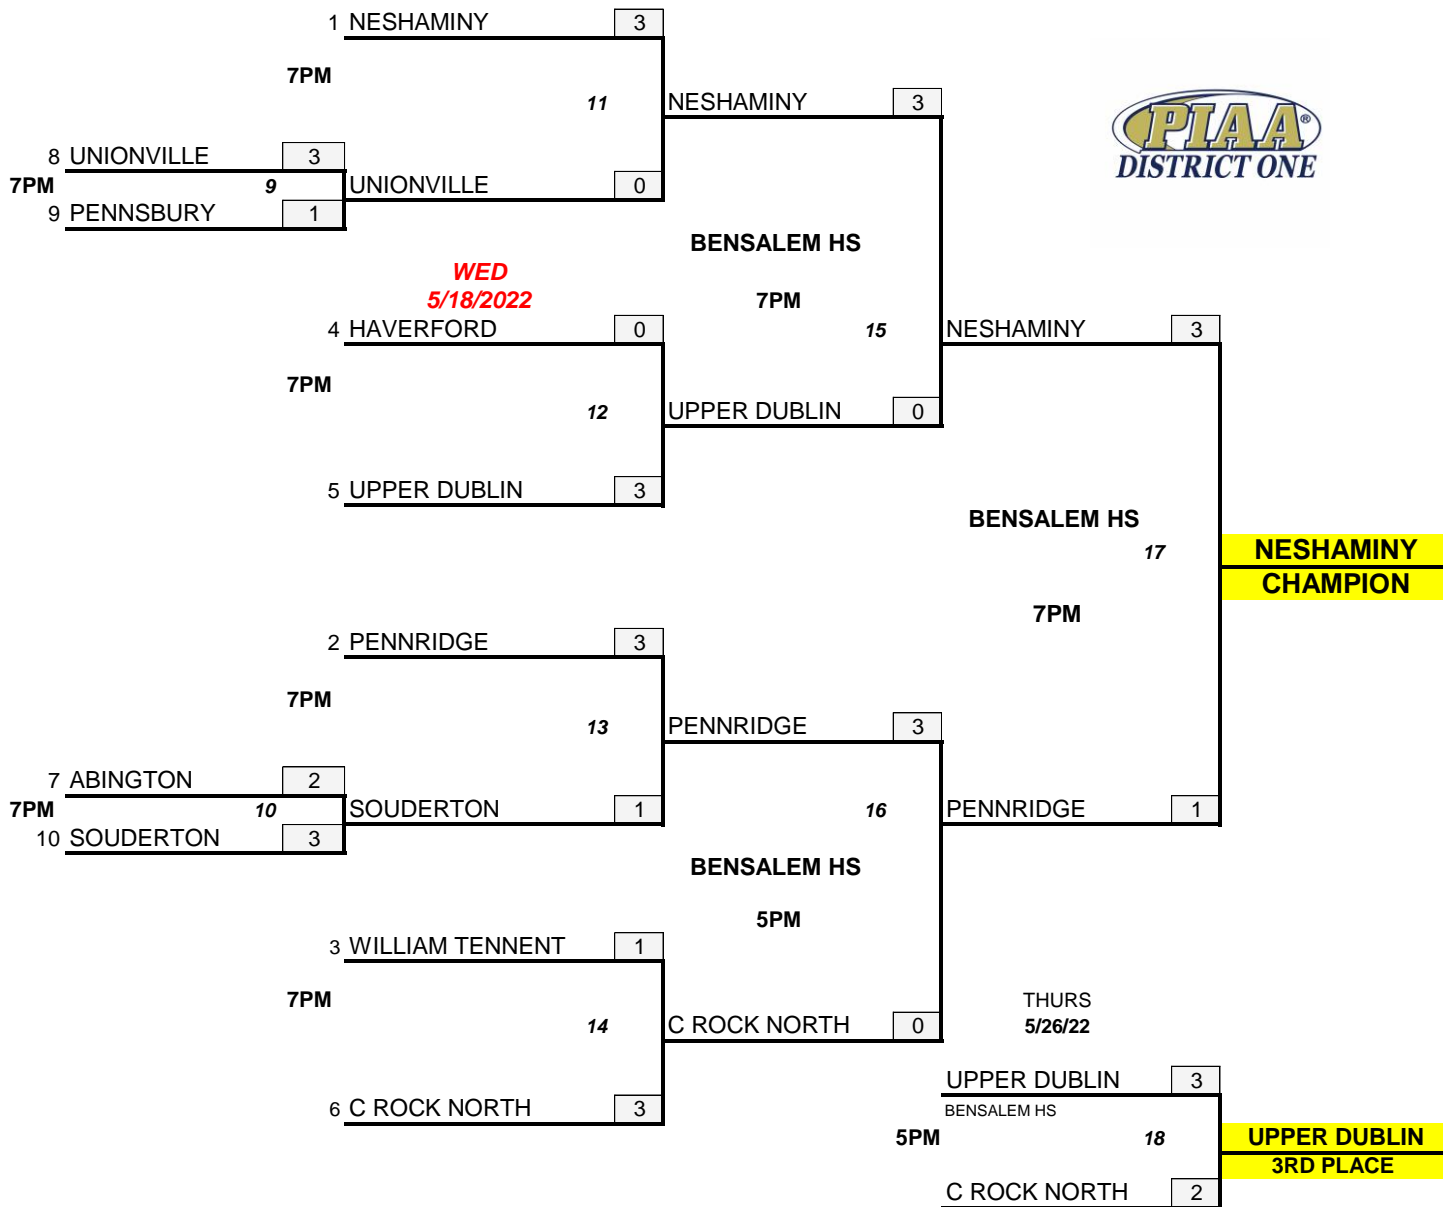 1 NESHAMINY 3
7PM
11 NESHAMINY 3
PIAA®
DISTRICT ONE
8 UNIONVILLE 3
7PM 9 UNIONVILLE 0
9 PENNSBURY 1
BENSALEM HS
WED
5/18/2022
7PM
4 HAVERFORD 0
15 NESHAMINY 3
7PM
12 UPPER DUBLIN 0
5 UPPER DUBLIN 3
BENSALEM HS
17 NESHAMINY
CHAMPION
7PM
2 PENNRIDGE 3
7PM
13 PENNRIDGE 3
7 ABINGTON 2
7PM 10 SOUDERTON 1
16 PENNRIDGE 1
10 SOUDERTON 3
BENSALEM HS
5PM
3 WILLIAM TENNENT 1
7PM
14 C ROCK NORTH 0
THURS
5/26/22
6 C ROCK NORTH 3
UPPER DUBLIN 3
BENSALEM HS
5PM 18 UPPER DUBLIN
3RD PLACE
C ROCK NORTH 2